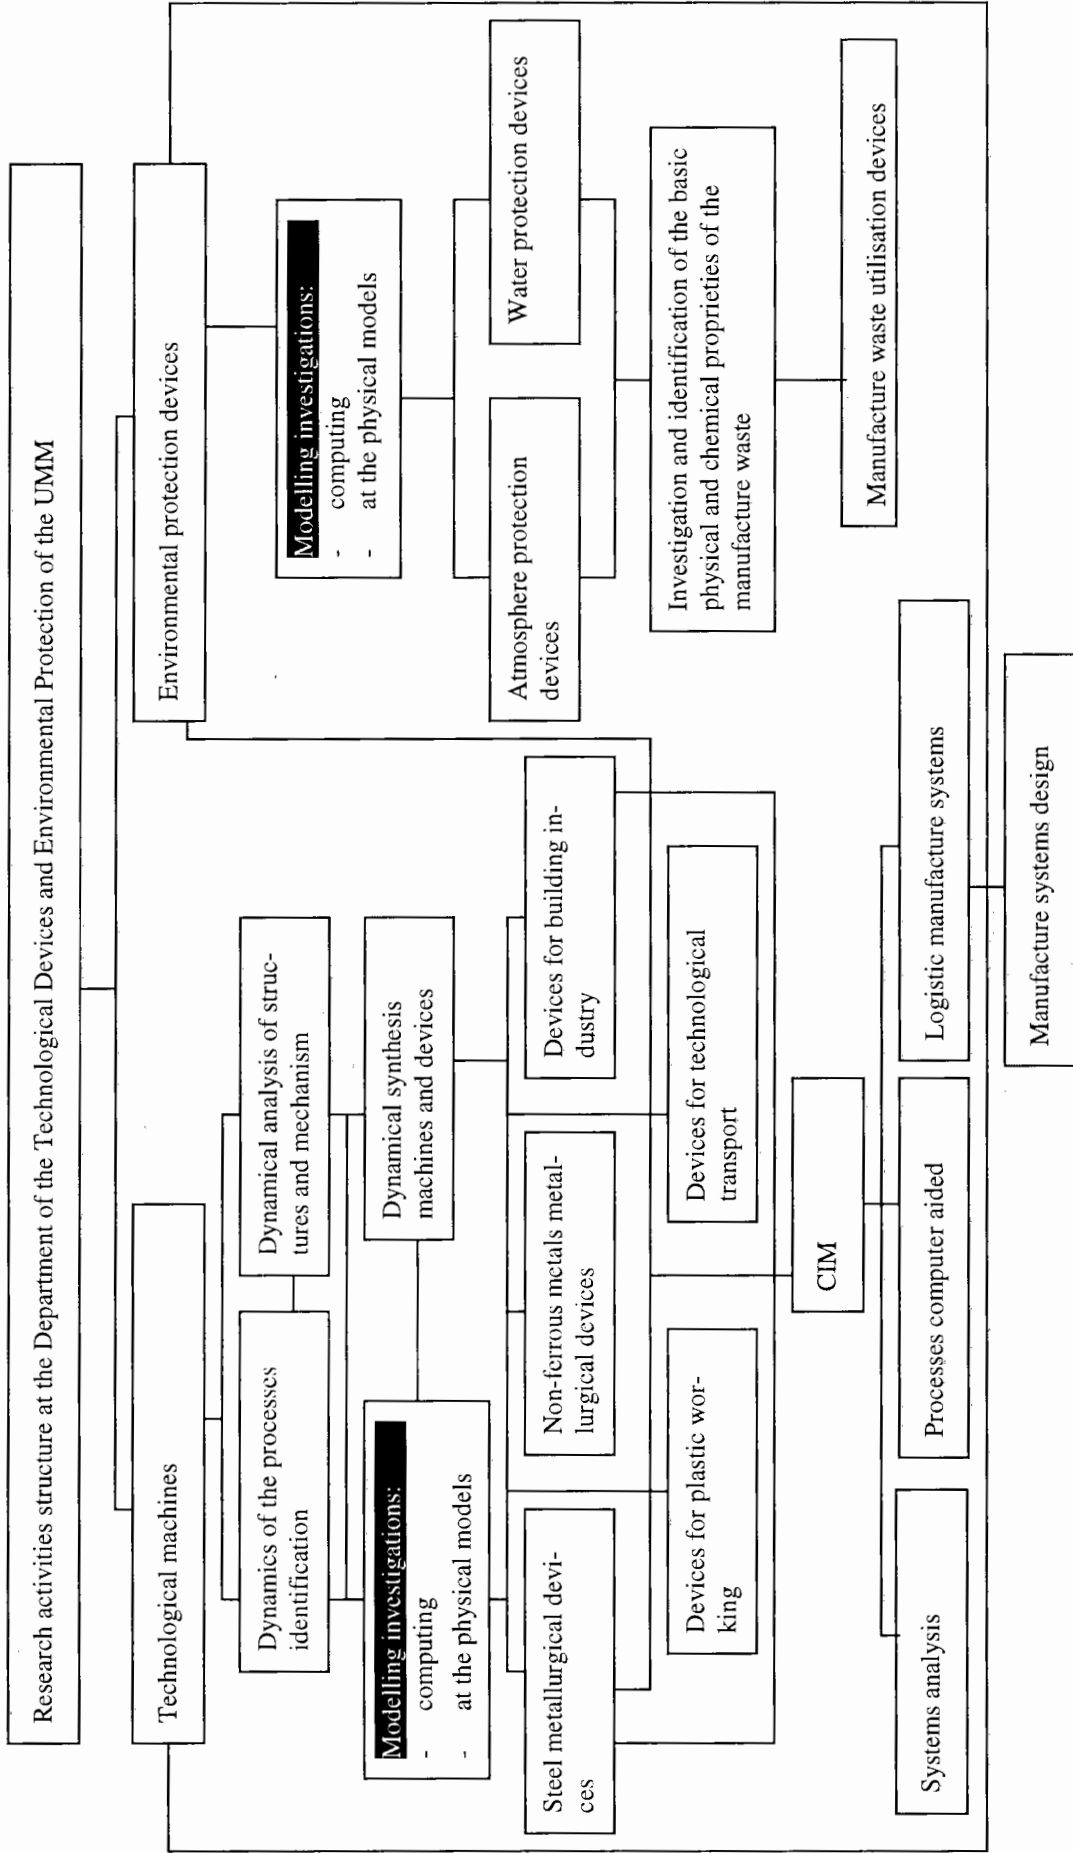 Research activities structure at the Department of the Technological Devices and Environmental Protection of the UMM
Technological machines
Environmental protection devices
Dynamics of the processes
identification
Dynamical analysis of struc-
tures and mechanism
Modelling investigations:
- computing
- at the physical models
Dynamical synthesis
machines and devices
Modelling investigations:
- computing
- at the physical models
Steel metallurgical devi-
ces
Non-ferrous metals metal-
lurgical devices
Devices for building in-
dustry
Atmosphere protection
devices
Water protection devices
Devices for plastic wor-
king
Devices for technological
transport
Investigation and identification of the basic
physical and chemical proprieties of the
manufacture waste
CIM
Manufacture waste utilisation devices
Systems analysis
Processes computer aided
Logistic manufacture systems
Manufacture systems design